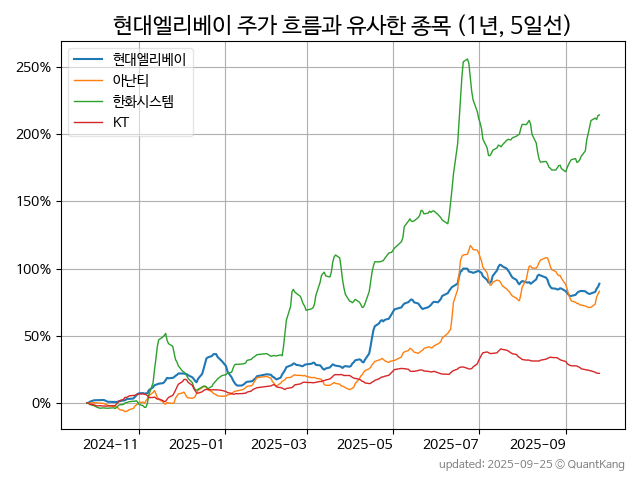 현대엘리베이 주가 흐름과 유사한 종목 (1년, 5일선)
현대엘리베이
아난티
한화시스템
KT
250%
200%
150%
100%
50%
0%
2024-11
2025-01
2025-03
2025-05
2025-07
2025-09
updated: 2025-09-25 © QuantKang